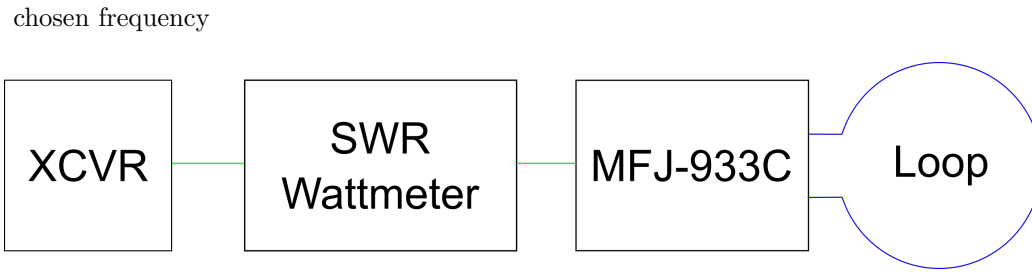 chosen frequency
XCVR
SWR
Wattmeter
MFJ-933C
Loop